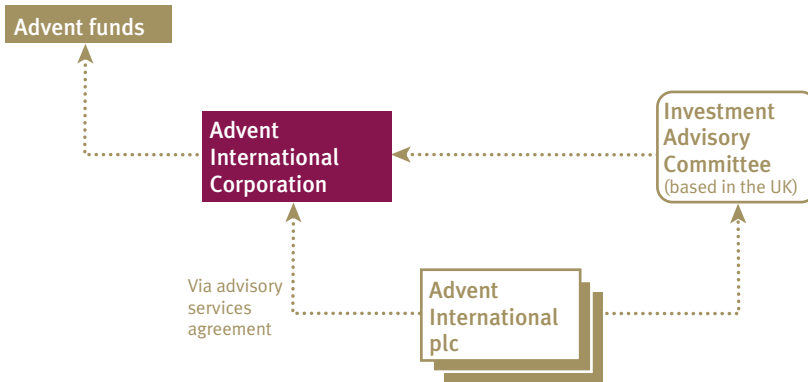 Advent funds
Advent
International
Corporation
Investment
Advisory
Committee
(based in the UK)
Via advisory
services
agreement
Advent
International
plc